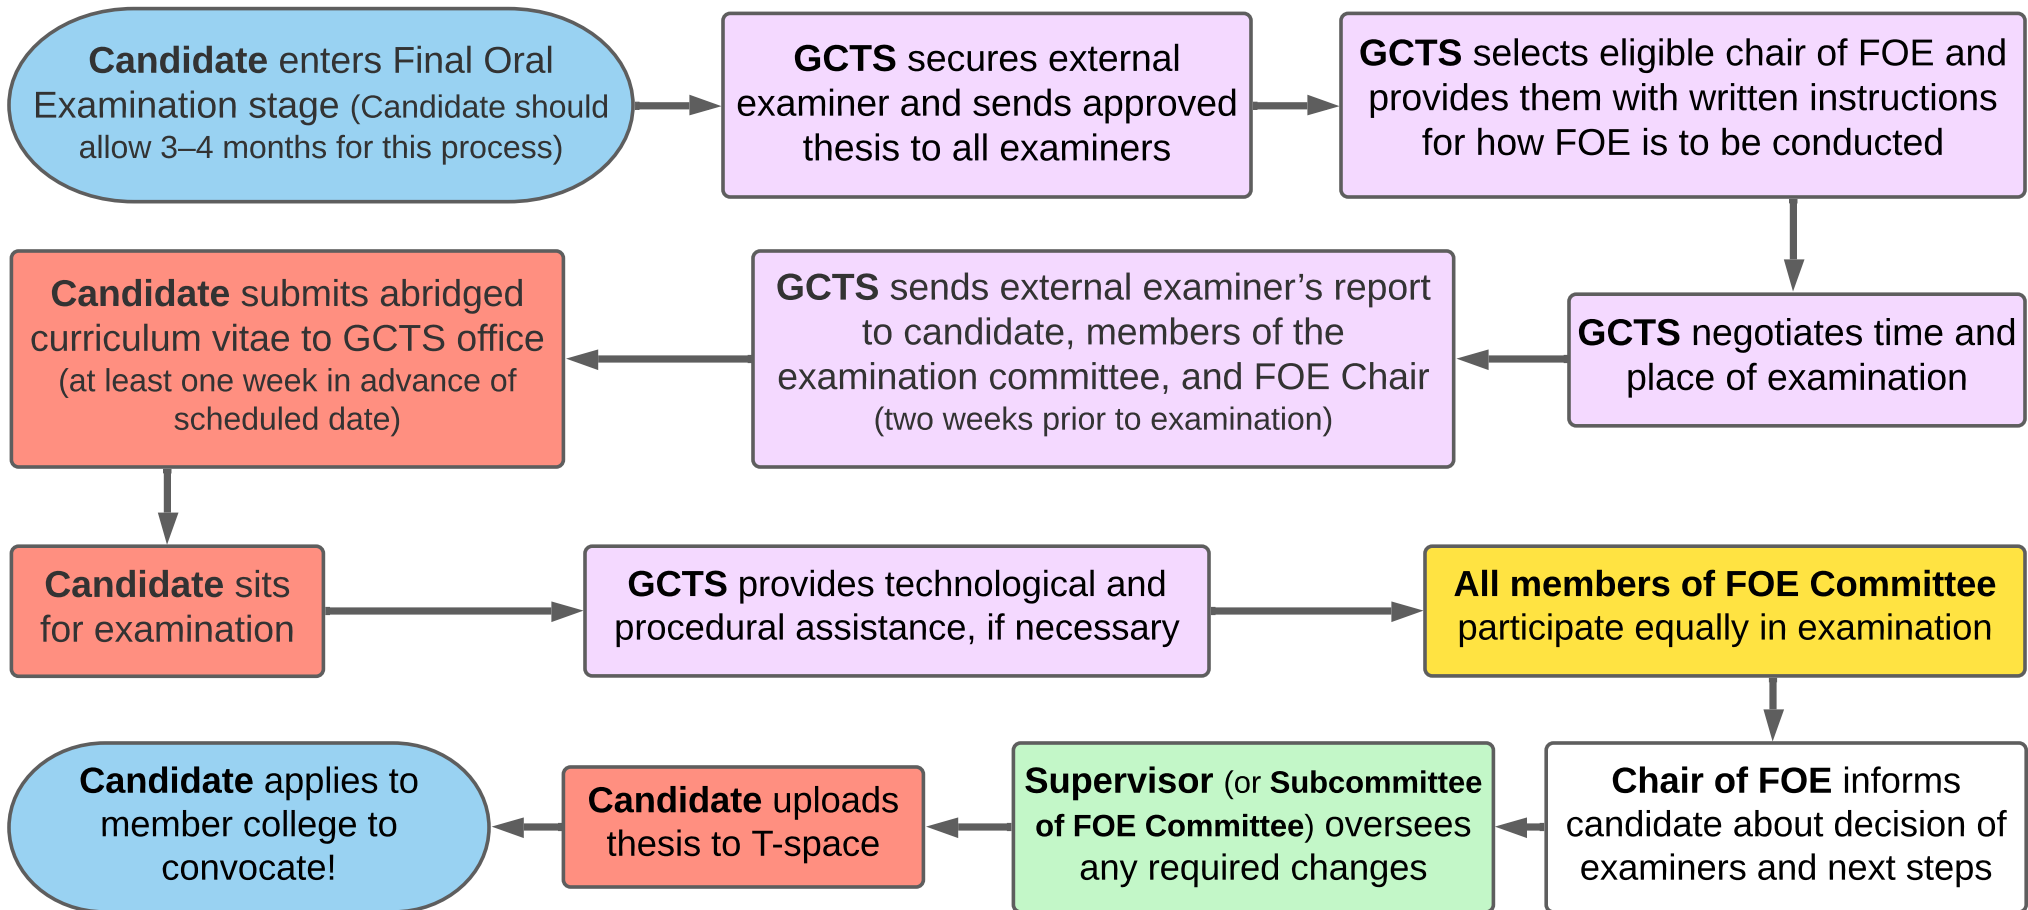 Candidate enters Final Oral
Examination stage (Candidate should
allow 3–4 months for this process)
GCTS secures external
examiner and sends approved
thesis to all examiners
GCTS selects eligible chair of FOE and
provides them with written instructions
for how FOE is to be conducted
GCTS negotiates time and
place of examination
GCTS sends external examiner’s report
to candidate, members of the
examination committee, and FOE Chair
(two weeks prior to examination)
Candidate submits abridged
curriculum vitae to GCTS office
(at least one week in advance of
scheduled date)
Candidate sits
for examination
GCTS provides technological and
procedural assistance, if necessary
All members of FOE Committee
participate equally in examination
Chair of FOE informs
candidate about decision of
examiners and next steps
Supervisor (or Subcommittee
of FOE Committee) oversees
any required changes
Candidate uploads
thesis to T-space
Candidate applies to
member college to
convocate!